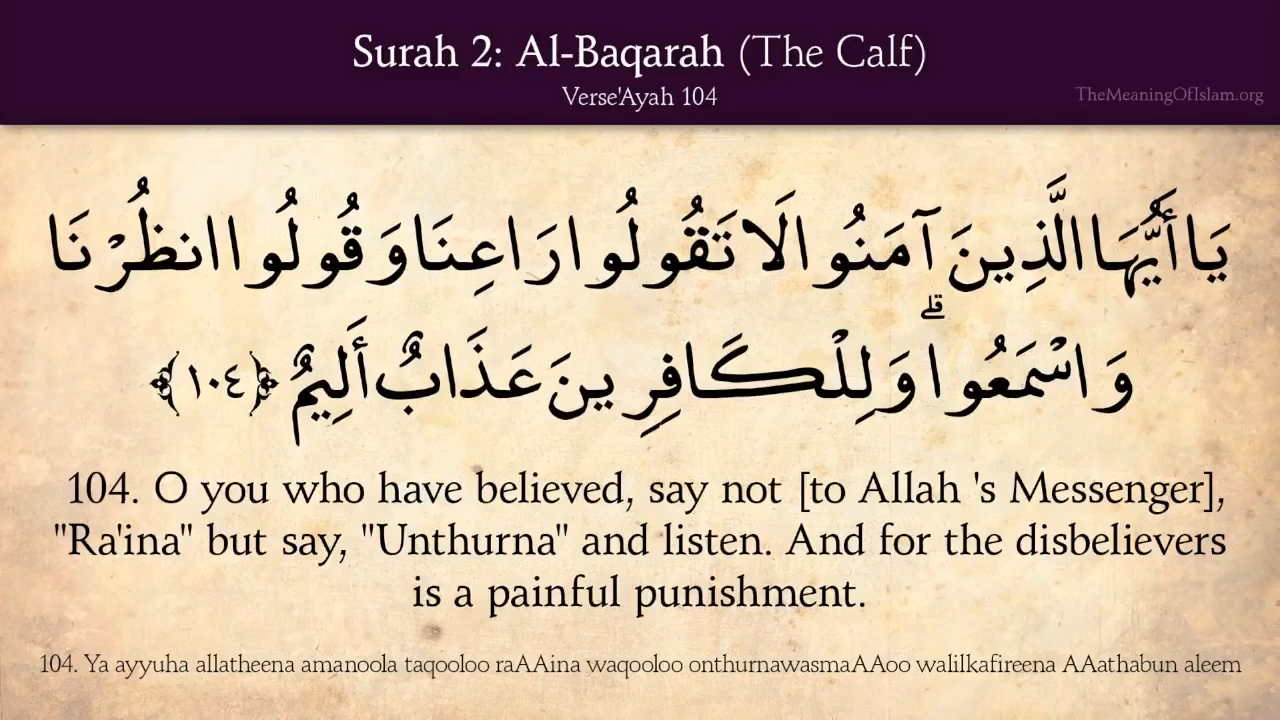 Surah 2: Al-Baqarah (The Calf)
Verse'Ayah 104
TheMeaningOfIslam.org
يَا أَيُّهَا الَّذِينَ آمَنُوا لَا تَقُولُوا رَاعِنَا وَقُولُوا انظُرْنَا
وَاسْمَعُوا ۗ وَلِلْكَافِرِينَ عَذَابٌ أَلِيمٌ ﴿١٠٤﴾
104. O you who have believed, say not [to Allah 's Messenger],
"Ra'ina" but say, "Unthurna" and listen. And for the disbelievers
is a painful punishment.
104. Ya ayyuha allatheena amanoola taqooloo raAAina waqooloo onthurnawasmaAAoo walilkafireena AAathabun aleem